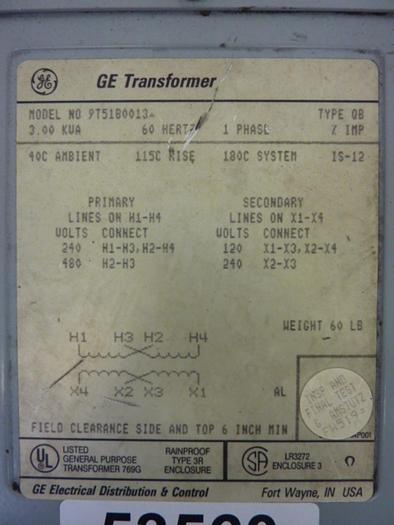 GE GE Transformer
MODEL NO 9T51B0013 TYPE QB
3.00 KVA 60 HERTZ 1 PHASE % IMP
40C AMBIENT 115C RISE 180C SYSTEM IS-12
PRIMARY SECONDARY
LINES ON H1-H4 LINES ON X1-X4
VOLTS CONNECT VOLTS CONNECT
240 H1-H3,H2-H4 120 X1-X3,X2-X4
480 H2-H3 240 X2-X3
WEIGHT 60 LB
H1 H3 H2 H4
X4 X2 X3 X1 AL
INSP AND
FINAL TEST
FIELD CLEARANCE SIDE AND TOP 6 INCH MIN
UL LISTED
GENERAL PURPOSE
TRANSFORMER 769G
RAINPROOF
TYPE 3R
ENCLOSURE
SA LR3272
ENCLOSURE 3
GE Electrical Distribution & Control Fort Wayne, IN USA